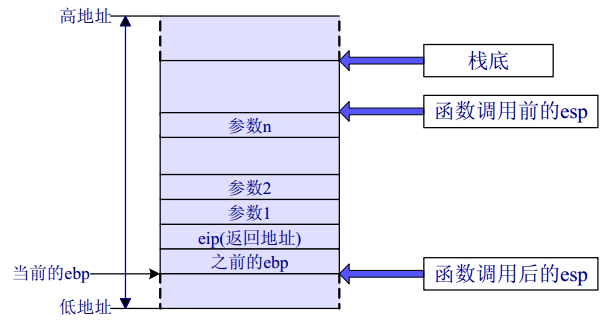 高地址
栈底
函数调用前的esp
参数n
参数2
参数1
eip(返回地址)
之前的ebp
当前的ebp
函数调用后的esp
低地址